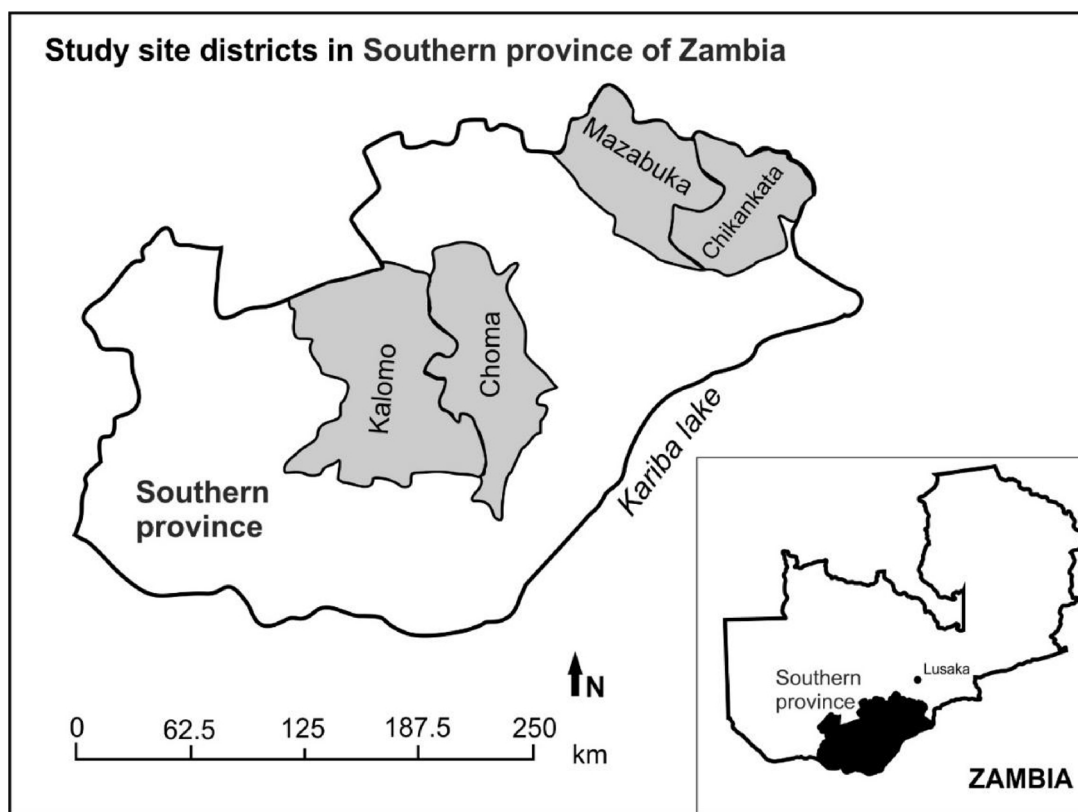 Study site districts in Southern province of Zambia
Mazabuka
Chikankata
Kalomo
Choma
Southern
province
Kariba lake
N
0 62.5 125 187.5 250
km
Southern
province
Lusaka
ZAMBIA